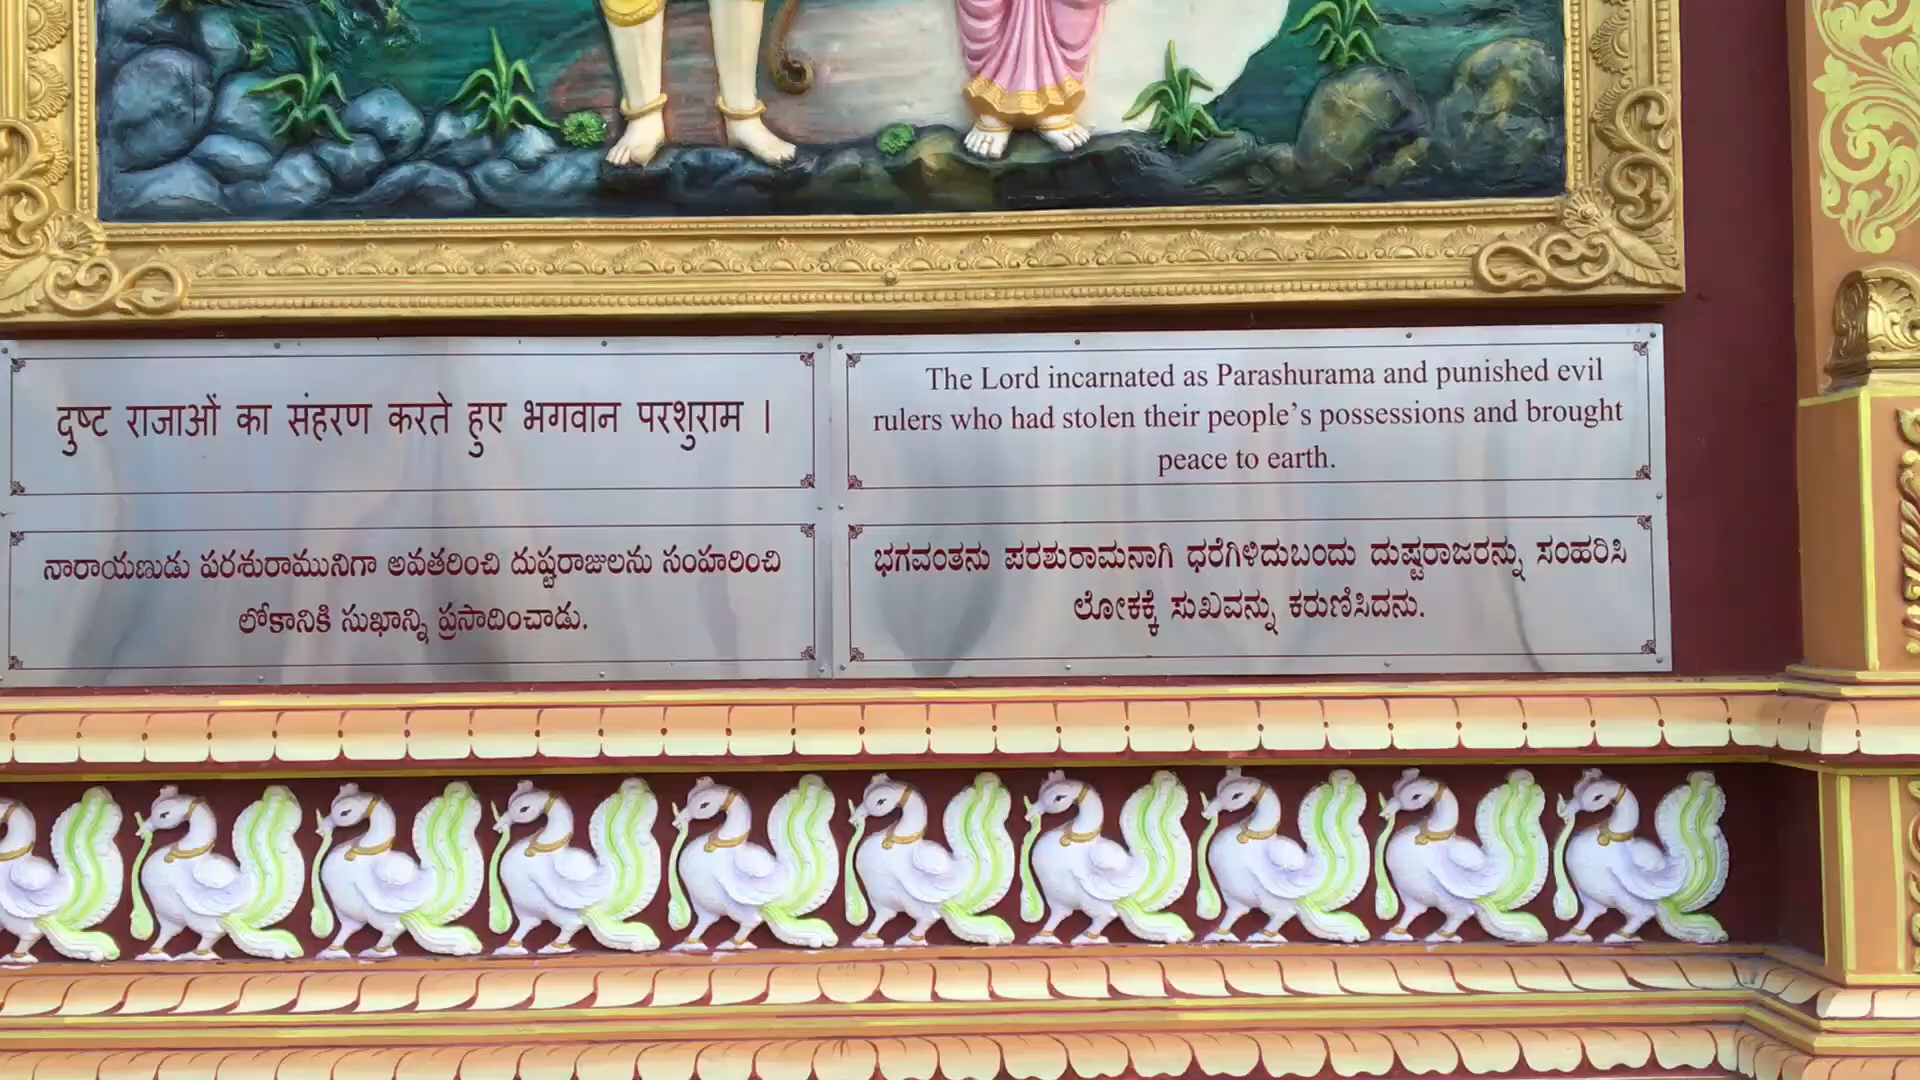 दुष्ट राजाओं का संहरण करते हुए भगवान परशुराम ।
The Lord incarnated as Parashurama and punished evil
rulers who had stolen their people’s possessions and brought
peace to earth.
నారాయణుడు పరశురామునిగా అవతరించి దుష్టరాజులను సంహరించి
లోకానికి సుఖాన్ని ప్రసాదించాడు.
ಭಗವಂತನು ಪರಶುರಾಮನಾಗಿ ಧರೆಗಿಳಿದುಬಂದು ದುಷ್ಟರಾಜರನ್ನು ಸಂಹರಿಸಿ
ಲೋಕಕ್ಕೆ ಸುಖವನ್ನು ಕರುಣಿಸಿದನು.